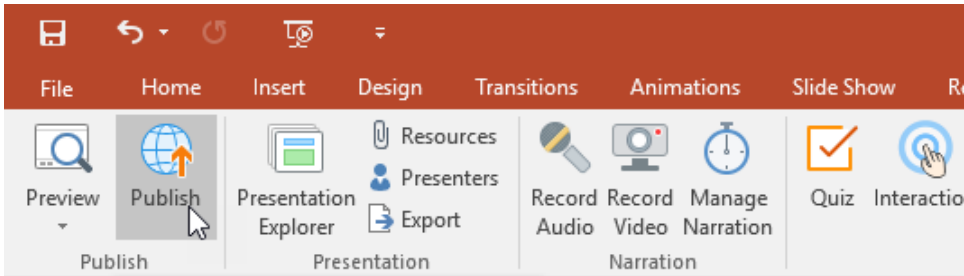 File Home Insert Design Transitions Animations Slide Show R
Resources
Presenters
Preview Publish Presentation Explorer Export Record Audio Record Video Manage Narration Quiz Interactio
Publish Presentation Narration